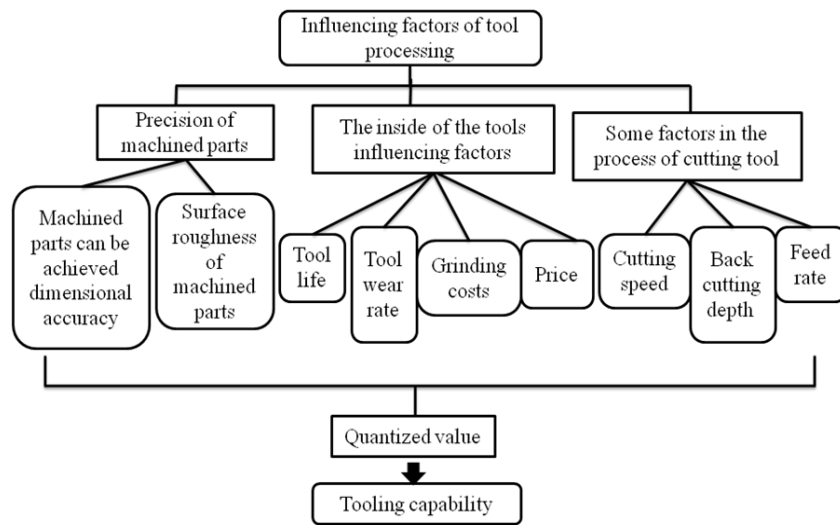 Influencing factors of tool
processing
Precision of
machined parts
The inside of the tools
influencing factors
Some factors in the
process of cutting tool
Machined
parts can be
achieved
dimensional
accuracy
Surface
roughness
of
machined
parts
Tool
life
Tool
wear
rate
Grinding
costs
Price
Cutting
speed
Back
cutting
depth
Feed
rate
Quantized value
Tooling capability